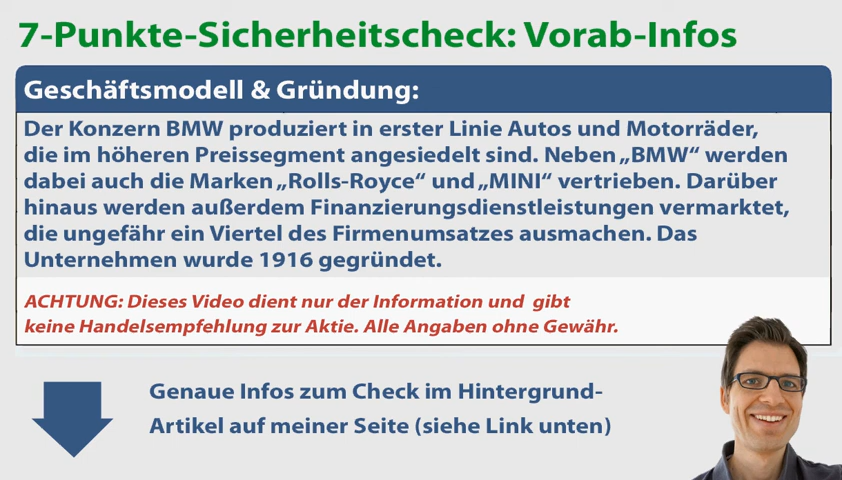 7-Punkte-Sicherheitscheck: Vorab-Infos
Geschäftsmodell & Gründung:
Der Konzern BMW produziert in erster Linie Autos und Motorräder,
die im höheren Preissegment angesiedelt sind. Neben „BMW“ werden
dabei auch die Marken „Rolls-Royce“ und „MINI“ vertrieben. Darüber
hinaus werden außerdem Finanzierungsdienstleistungen vermarktet,
die ungefähr ein Viertel des Firmenumsatzes ausmachen. Das
Unternehmen wurde 1916 gegründet.
ACHTUNG: Dieses Video dient nur der Information und gibt
keine Handelsempfehlung zur Aktie. Alle Angaben ohne Gewähr.
Genaue Infos zum Check im Hintergrund-
Artikel auf meiner Seite (siehe Link unten)